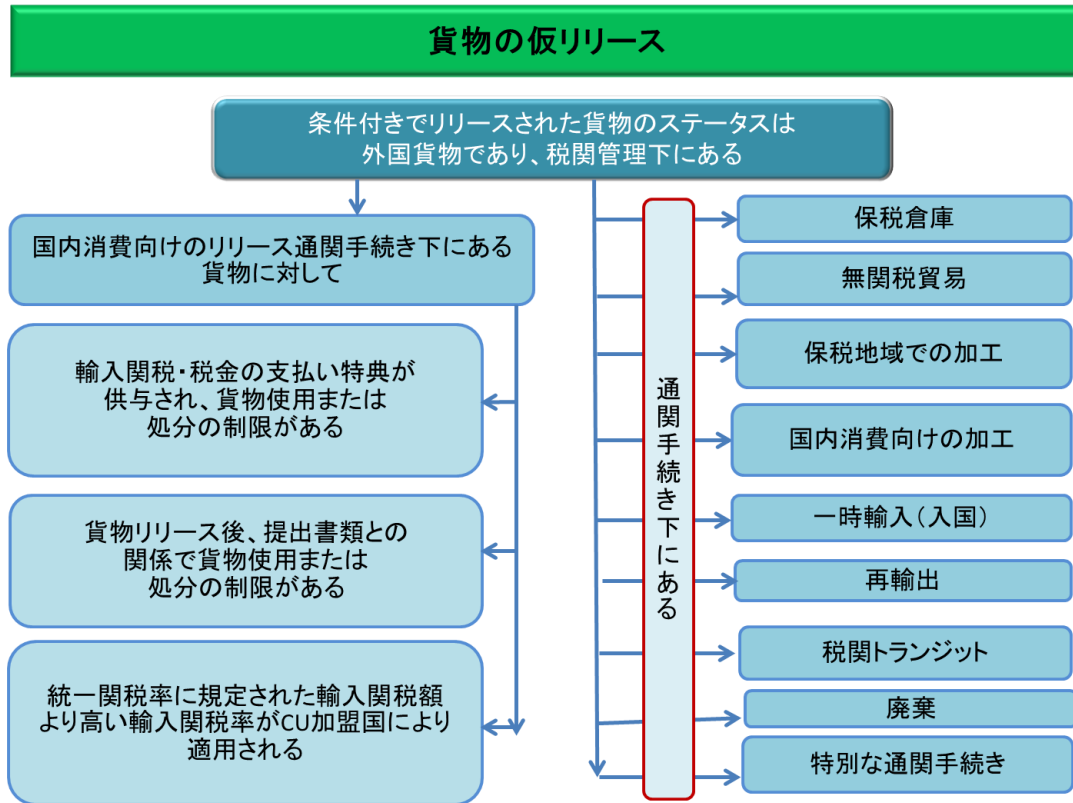 貨物の仮リリース
条件付きでリリースされた貨物のステータスは
外国貨物であり、税関管理下にある
国内消費向けのリリース通関手続き下にある
貨物に対して
輸入関税・税金の支払い特典が
供与され、貨物使用または
処分の制限がある
貨物リリース後、提出書類との
関係で貨物使用または
処分の制限がある
統一関税率に規定された輸入関税額
より高い輸入関税率がCU加盟国により
適用される
通関手続き下にある
保税倉庫
無関税貿易
保税地域での加工
国内消費向けの加工
一時輸入(入国)
再輸出
税関トランジット
廃棄
特別な通関手続き